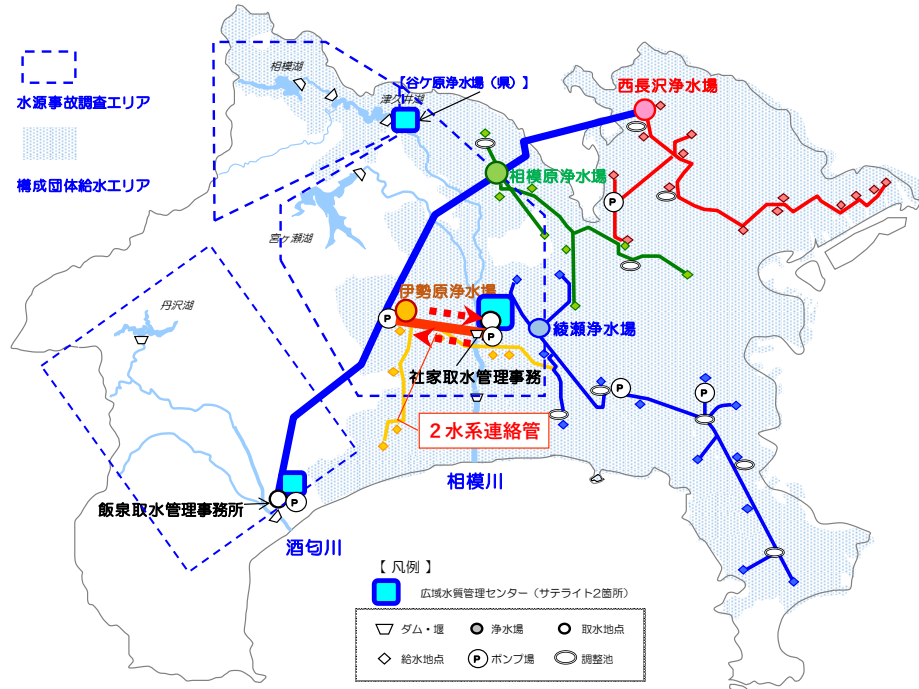 相模湖
【谷ケ原浄水場（県）】
西長沢浄水場
水源事故調査エリア
津久井湖
構成団体給水エリア
相模原浄水場
P
宮ヶ瀬湖
伊勢原浄水場
丹沢湖
P
綾瀬浄水場
P
社家取水管理事務
P
P
２水系連絡管
相模川
飯泉取水管理事務所
P
酒匂川
【 凡例 】
広域水質管理センター（サテライト2箇所）
ダム・堰
浄水場
取水地点
給水地点
P
ポンプ場
調整池